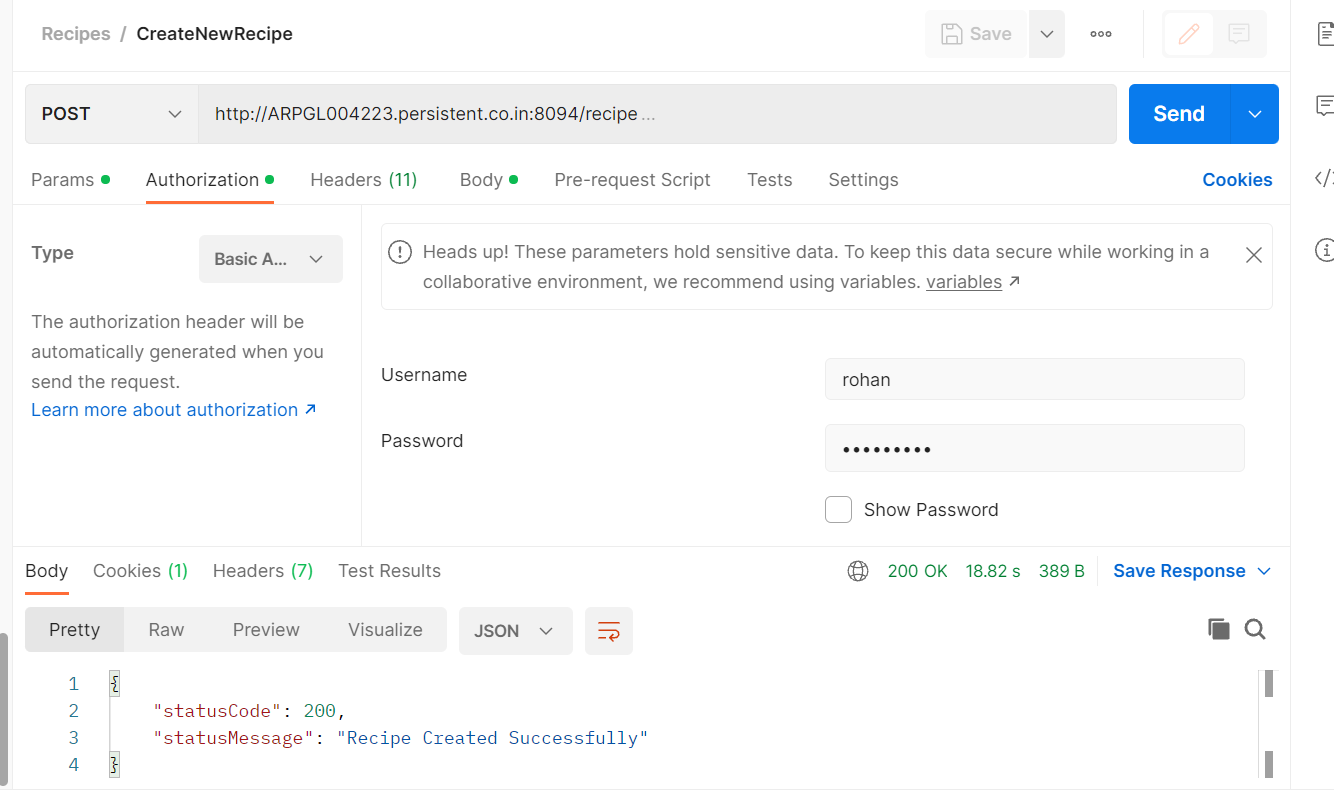 Recipes / CreateNewRecipe
Save
POST
http://ARPGL004223.persistent.co.in:8094/recipe ...
Send
Params
Authorization
Headers (11)
Body
Pre-request Script
Tests
Settings
Cookies
Type
Basic A...
The authorization header will be
automatically generated when you
send the request.
Learn more about authorization ↗
Heads up! These parameters hold sensitive data. To keep this data secure while working in a
collaborative environment, we recommend using variables. variables ↗
Username
rohan
Password
•••••••••
Show Password
Body
Cookies (1)
Headers (7)
Test Results
200 OK
18.82 s
389 B
Save Response
Pretty
Raw
Preview
Visualize
JSON
1 {
2 "statusCode": 200,
3 "statusMessage": "Recipe Created Successfully"
4 }